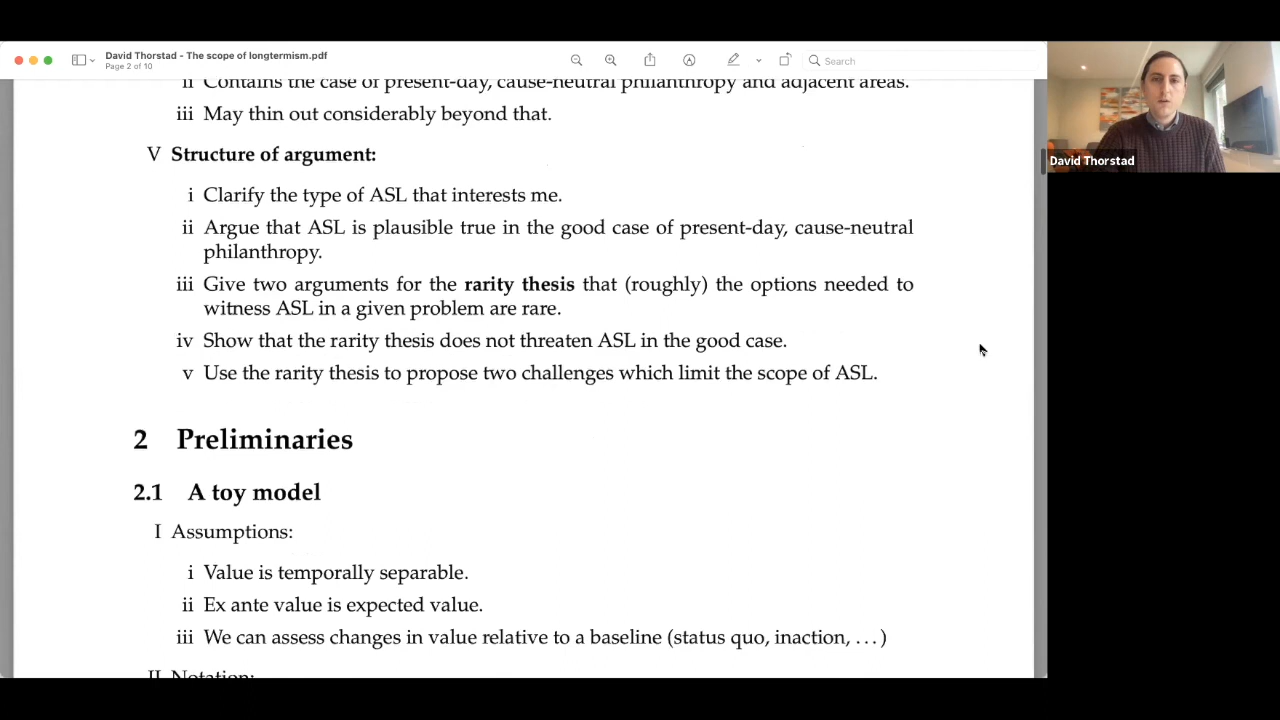 David Thorstad - The scope of longtermism.pdf
Page 2 of 10
Search
David Thorstad
ii Contains the case of present-day, cause-neutral philanthropy and adjacent areas.
iii May thin out considerably beyond that.
V Structure of argument:
i Clarify the type of ASL that interests me.
ii Argue that ASL is plausible true in the good case of present-day, cause-neutral
philanthropy.
iii Give two arguments for the rarity thesis that (roughly) the options needed to
witness ASL in a given problem are rare.
iv Show that the rarity thesis does not threaten ASL in the good case.
v Use the rarity thesis to propose two challenges which limit the scope of ASL.
2 Preliminaries
2.1 A toy model
I Assumptions:
i Value is temporally separable.
ii Ex ante value is expected value.
iii We can assess changes in value relative to a baseline (status quo, inaction, ...)
II Notation: